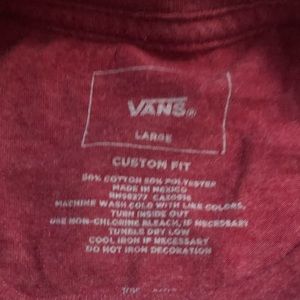 VANS®
LARGE
CUSTOM FIT
50% COTTON 50% POLYESTER
MADE IN MEXICO
MACHINE WASH COLD WITH LIKE COLORS,
TURN INSIDE OUT
USE NON-CHLORINE BLEACH, IF NECESSARY
TUMBLE DRY LOW
COOL IRON IF NECESSARY
DO NOT IRON DECORATION